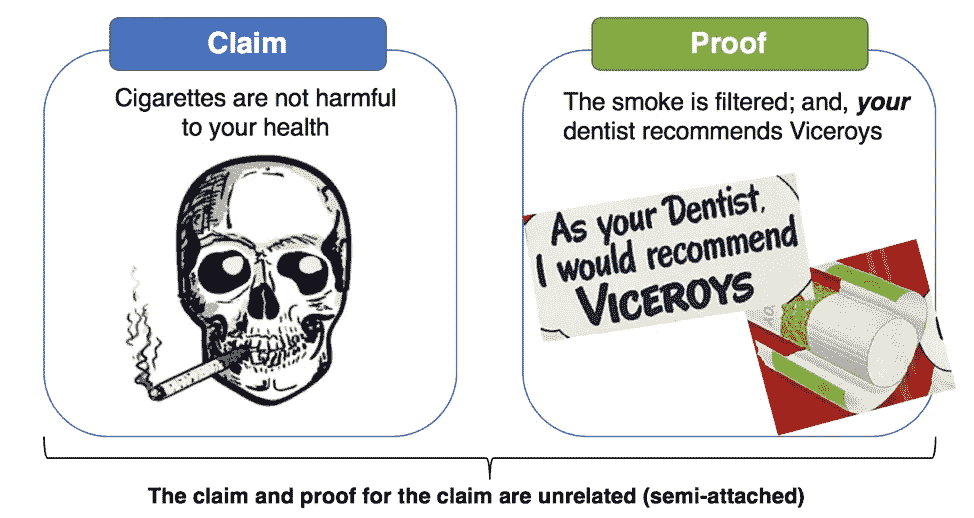 Claim
Cigarettes are not harmful
to your health
Proof
The smoke is filtered; and, your
dentist recommends Viceroys
As your Dentist,
I would recommend
VICEROYS
The claim and proof for the claim are unrelated (semi-attached)